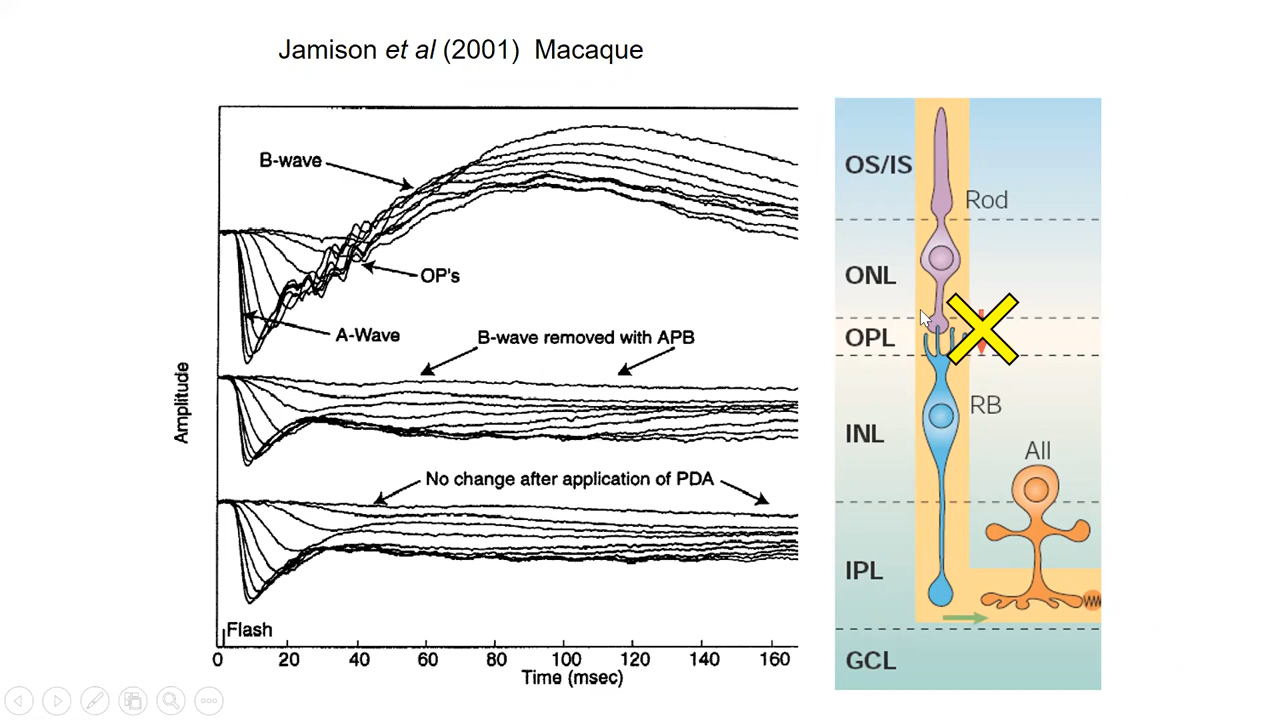 Jamison et al (2001)  Macaque
B-wave
OP's
A-Wave
B-wave removed with APB
No change after application of PDA
Flash
Amplitude
0 20 40 60 80 100 120 140 160
Time (msec)
OS/IS
Rod
ONL
OPL
RB
INL
AII
IPL
GCL